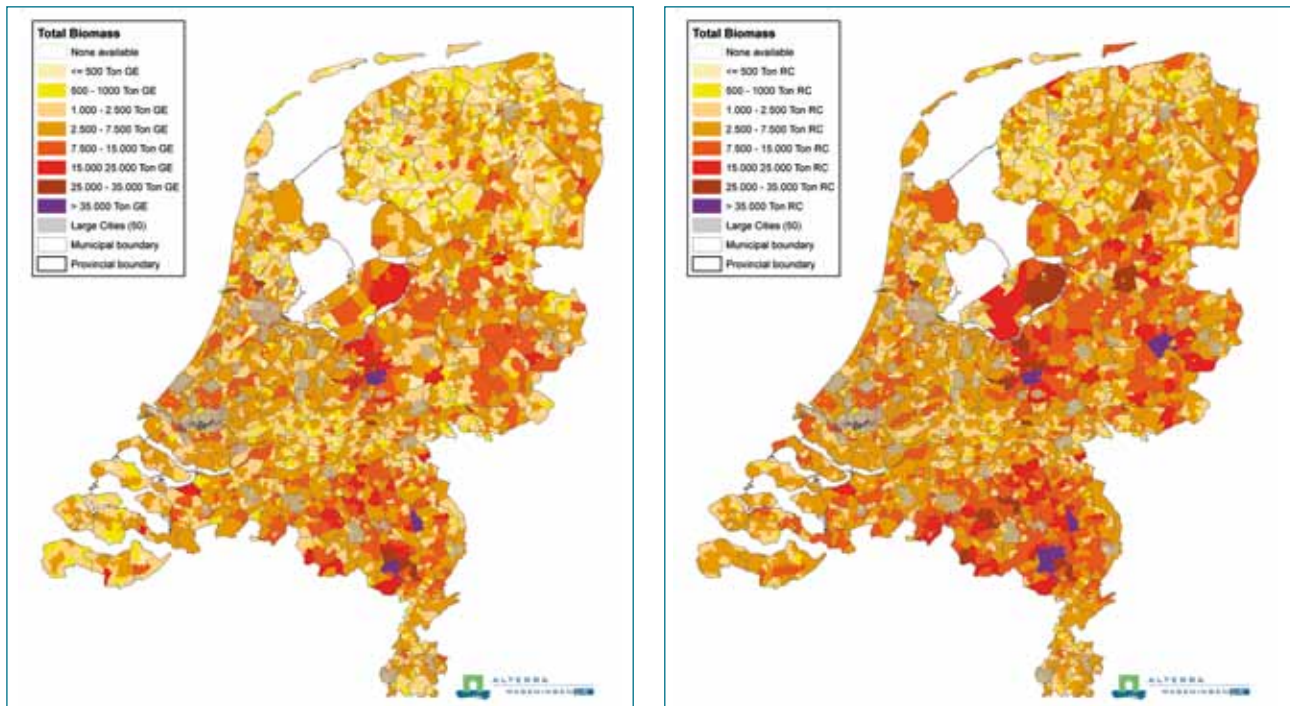 Total Biomass
None available
<= 500 Ton GE
500 - 1000 Ton GE
1.000 - 2.500 Ton GE
2.500 - 7.500 Ton GE
7.500 - 15.000 Ton GE
15.000 25.000 Ton GE
25.000 - 35.000 Ton GE
> 35.000 Ton GE
Large Cities (50)
Municipal boundary
Provincial boundary
ALTERRA
WAGENINGEN UR
Total Biomass
None available
<= 500 Ton RC
500 - 1000 Ton RC
1.000 - 2.500 Ton RC
2.500 - 7.500 Ton RC
7.500 - 15.000 Ton RC
15.000 25.000 Ton RC
25.000 - 35.000 Ton RC
> 35.000 Ton RC
Large Cities (50)
Municipal boundary
Provincial boundary
ALTERRA
WAGENINGEN UR